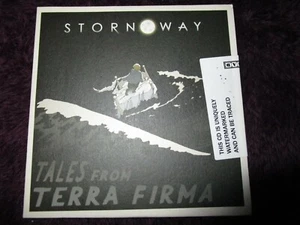 STORNOWAY
THIS CD IS UNIQUELY
WATERMARKED
AND CAN BE TRACED
TALES FROM
TERRA FIRMA